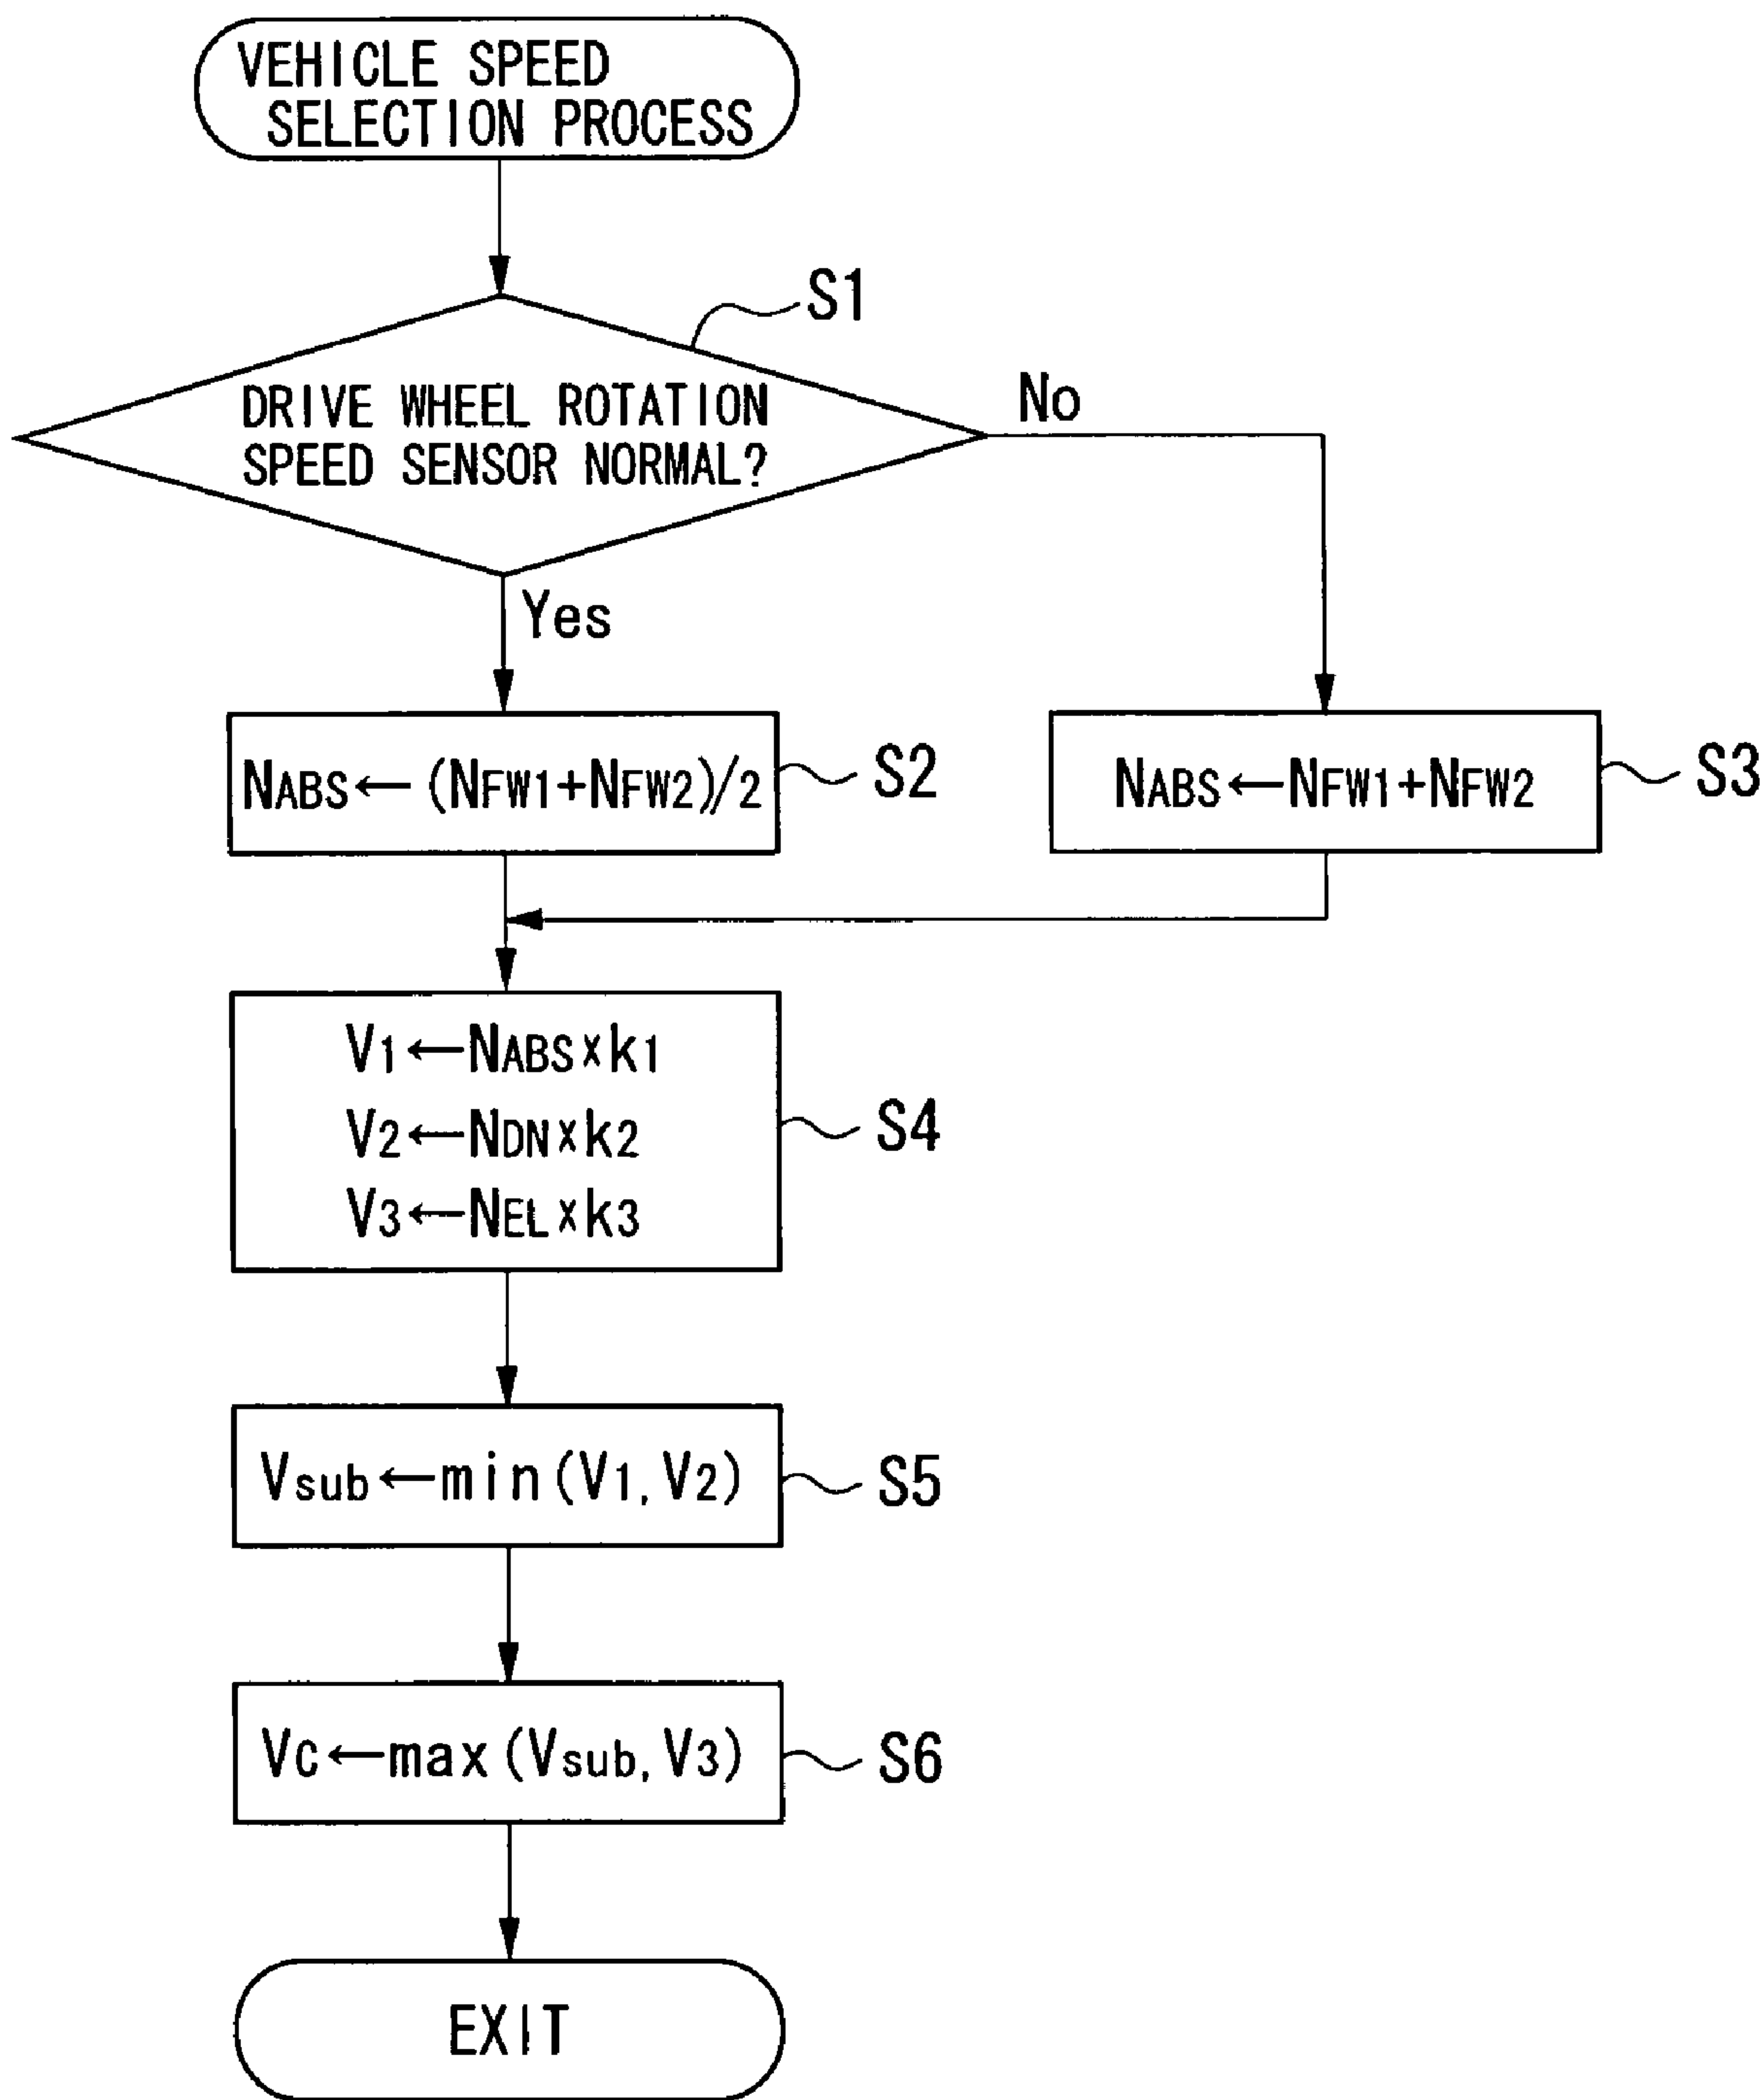 VEHICLE SPEED
SELECTION PROCESS
S1
DRIVE WHEEL ROTATION
SPEED SENSOR NORMAL?
No
Yes
NABS←(NFW1+NFW2)/2
S2
NABS←NFW1+NFW2
S3
V1←NABS×k1
V2←NDN×k2
V3←NEL×k3
S4
Vsub←min(V1,V2)
S5
VC←max(Vsub,V3)
S6
EXIT